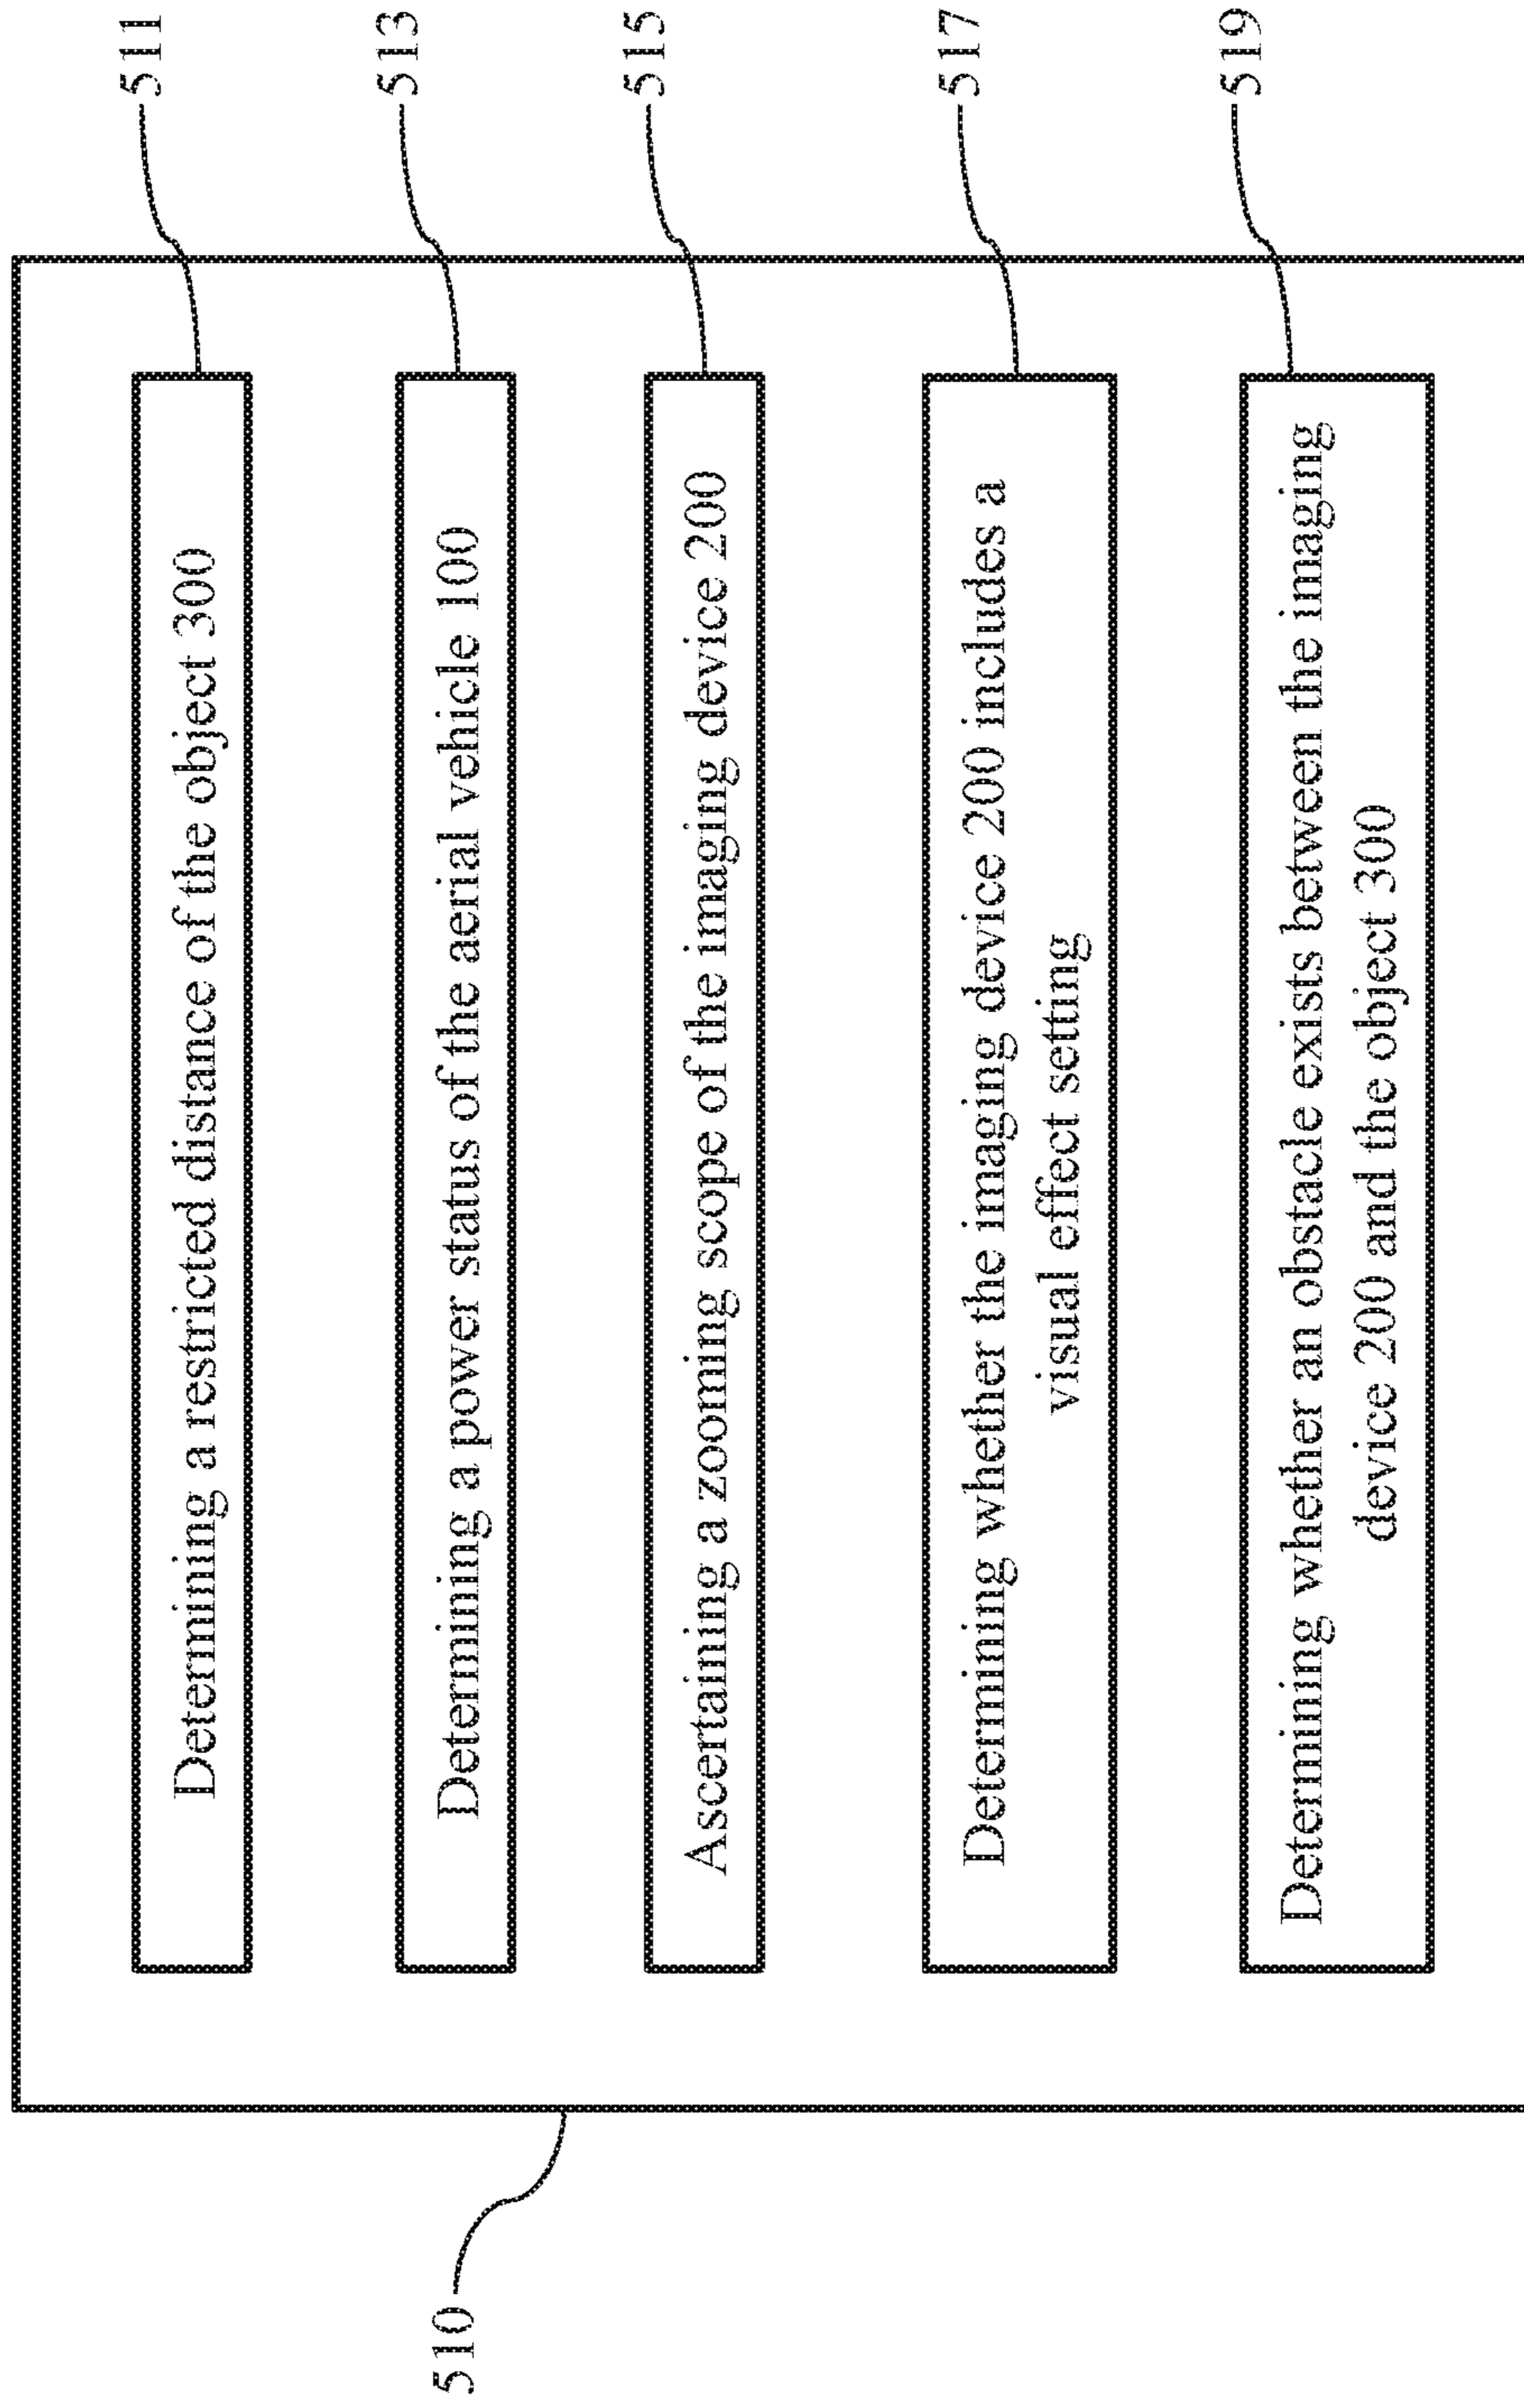 510
Determining a restricted distance of the object 300
511
Determining a power status of the aerial vehicle 100
513
Ascertaining a zooming scope of the imaging device 200
515
Determining whether the imaging device 200 includes a
visual effect setting
517
Determining whether an obstacle exists between the imaging
device 200 and the object 300
519